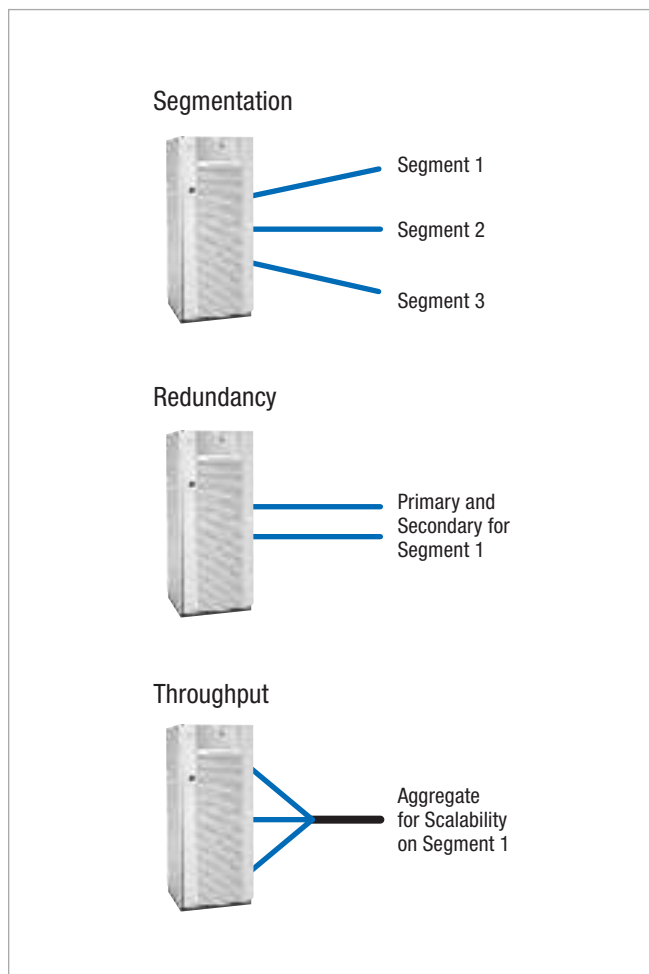 Segmentation
Segment 1
Segment 2
Segment 3
Redundancy
Primary and
Secondary for
Segment 1
Throughput
Aggregate
for Scalability
on Segment 1